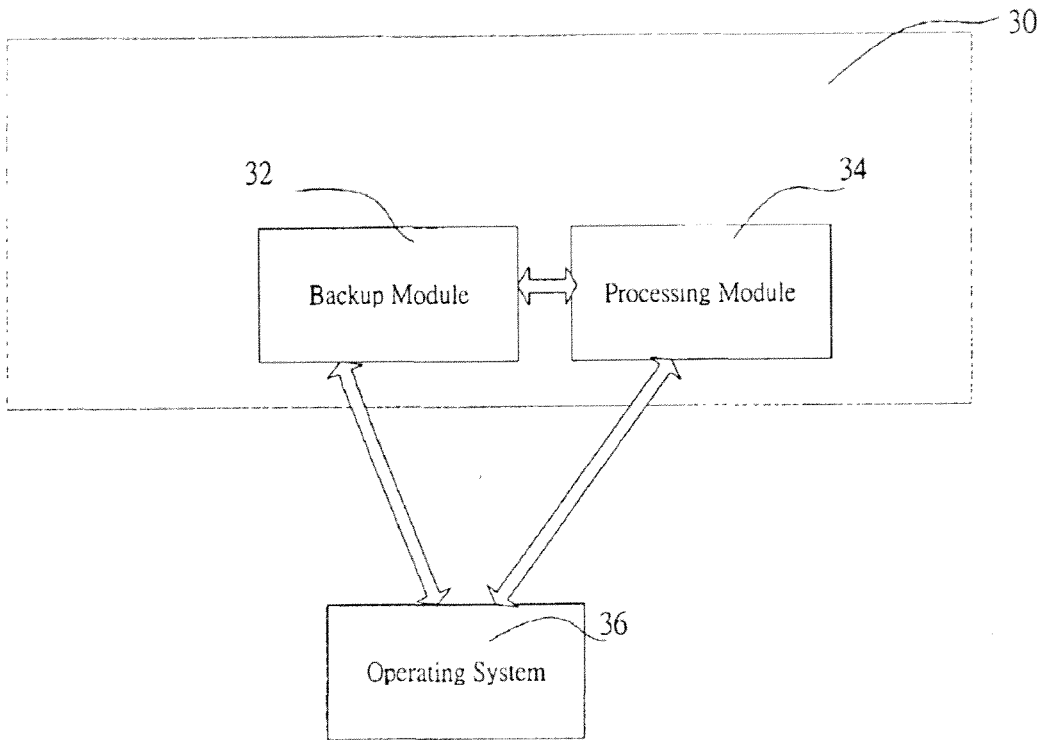 30
32
34
Backup Module
Processing Module
36
Operating System